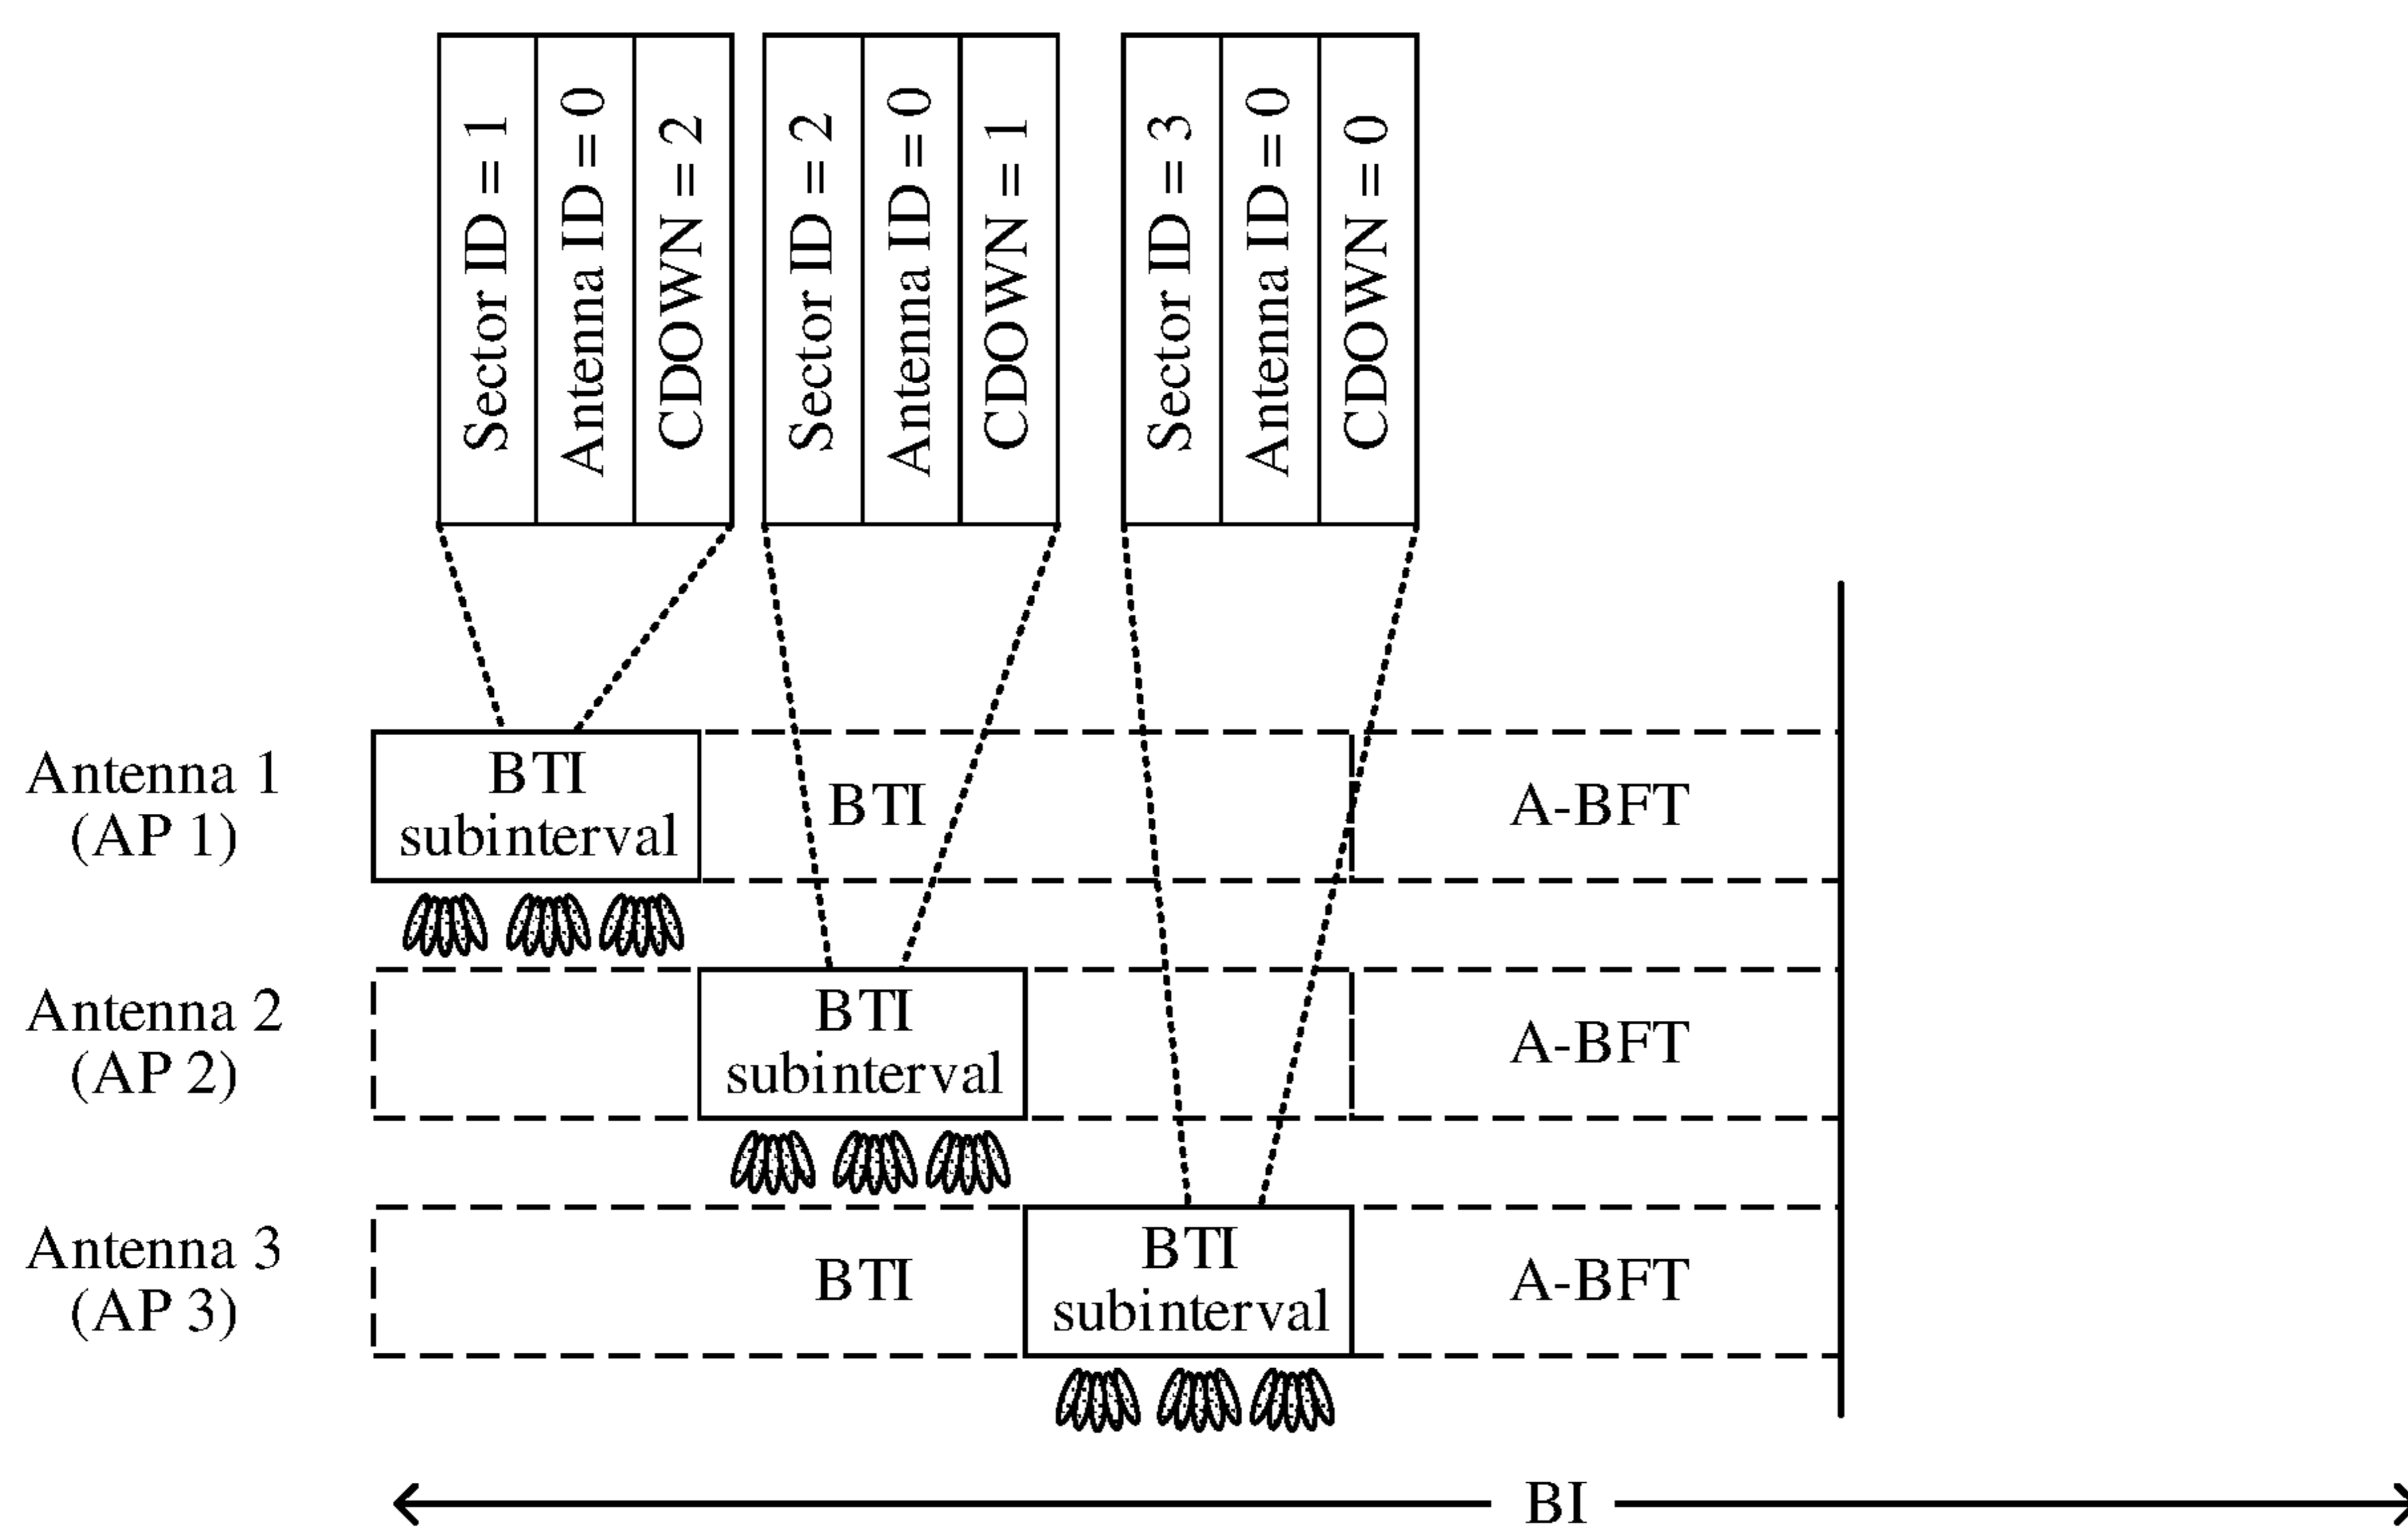 Sector ID = 1
Antenna ID = 0
CDOWN = 2
Sector ID = 2
Antenna ID = 0
CDOWN = 1
Sector ID = 3
Antenna ID = 0
CDOWN = 0
Antenna 1
(AP 1)
BTI
subinterval
BTI
A-BFT
Antenna 2
(AP 2)
BTI
subinterval
A-BFT
Antenna 3
(AP 3)
BTI
BTI
subinterval
A-BFT
BI